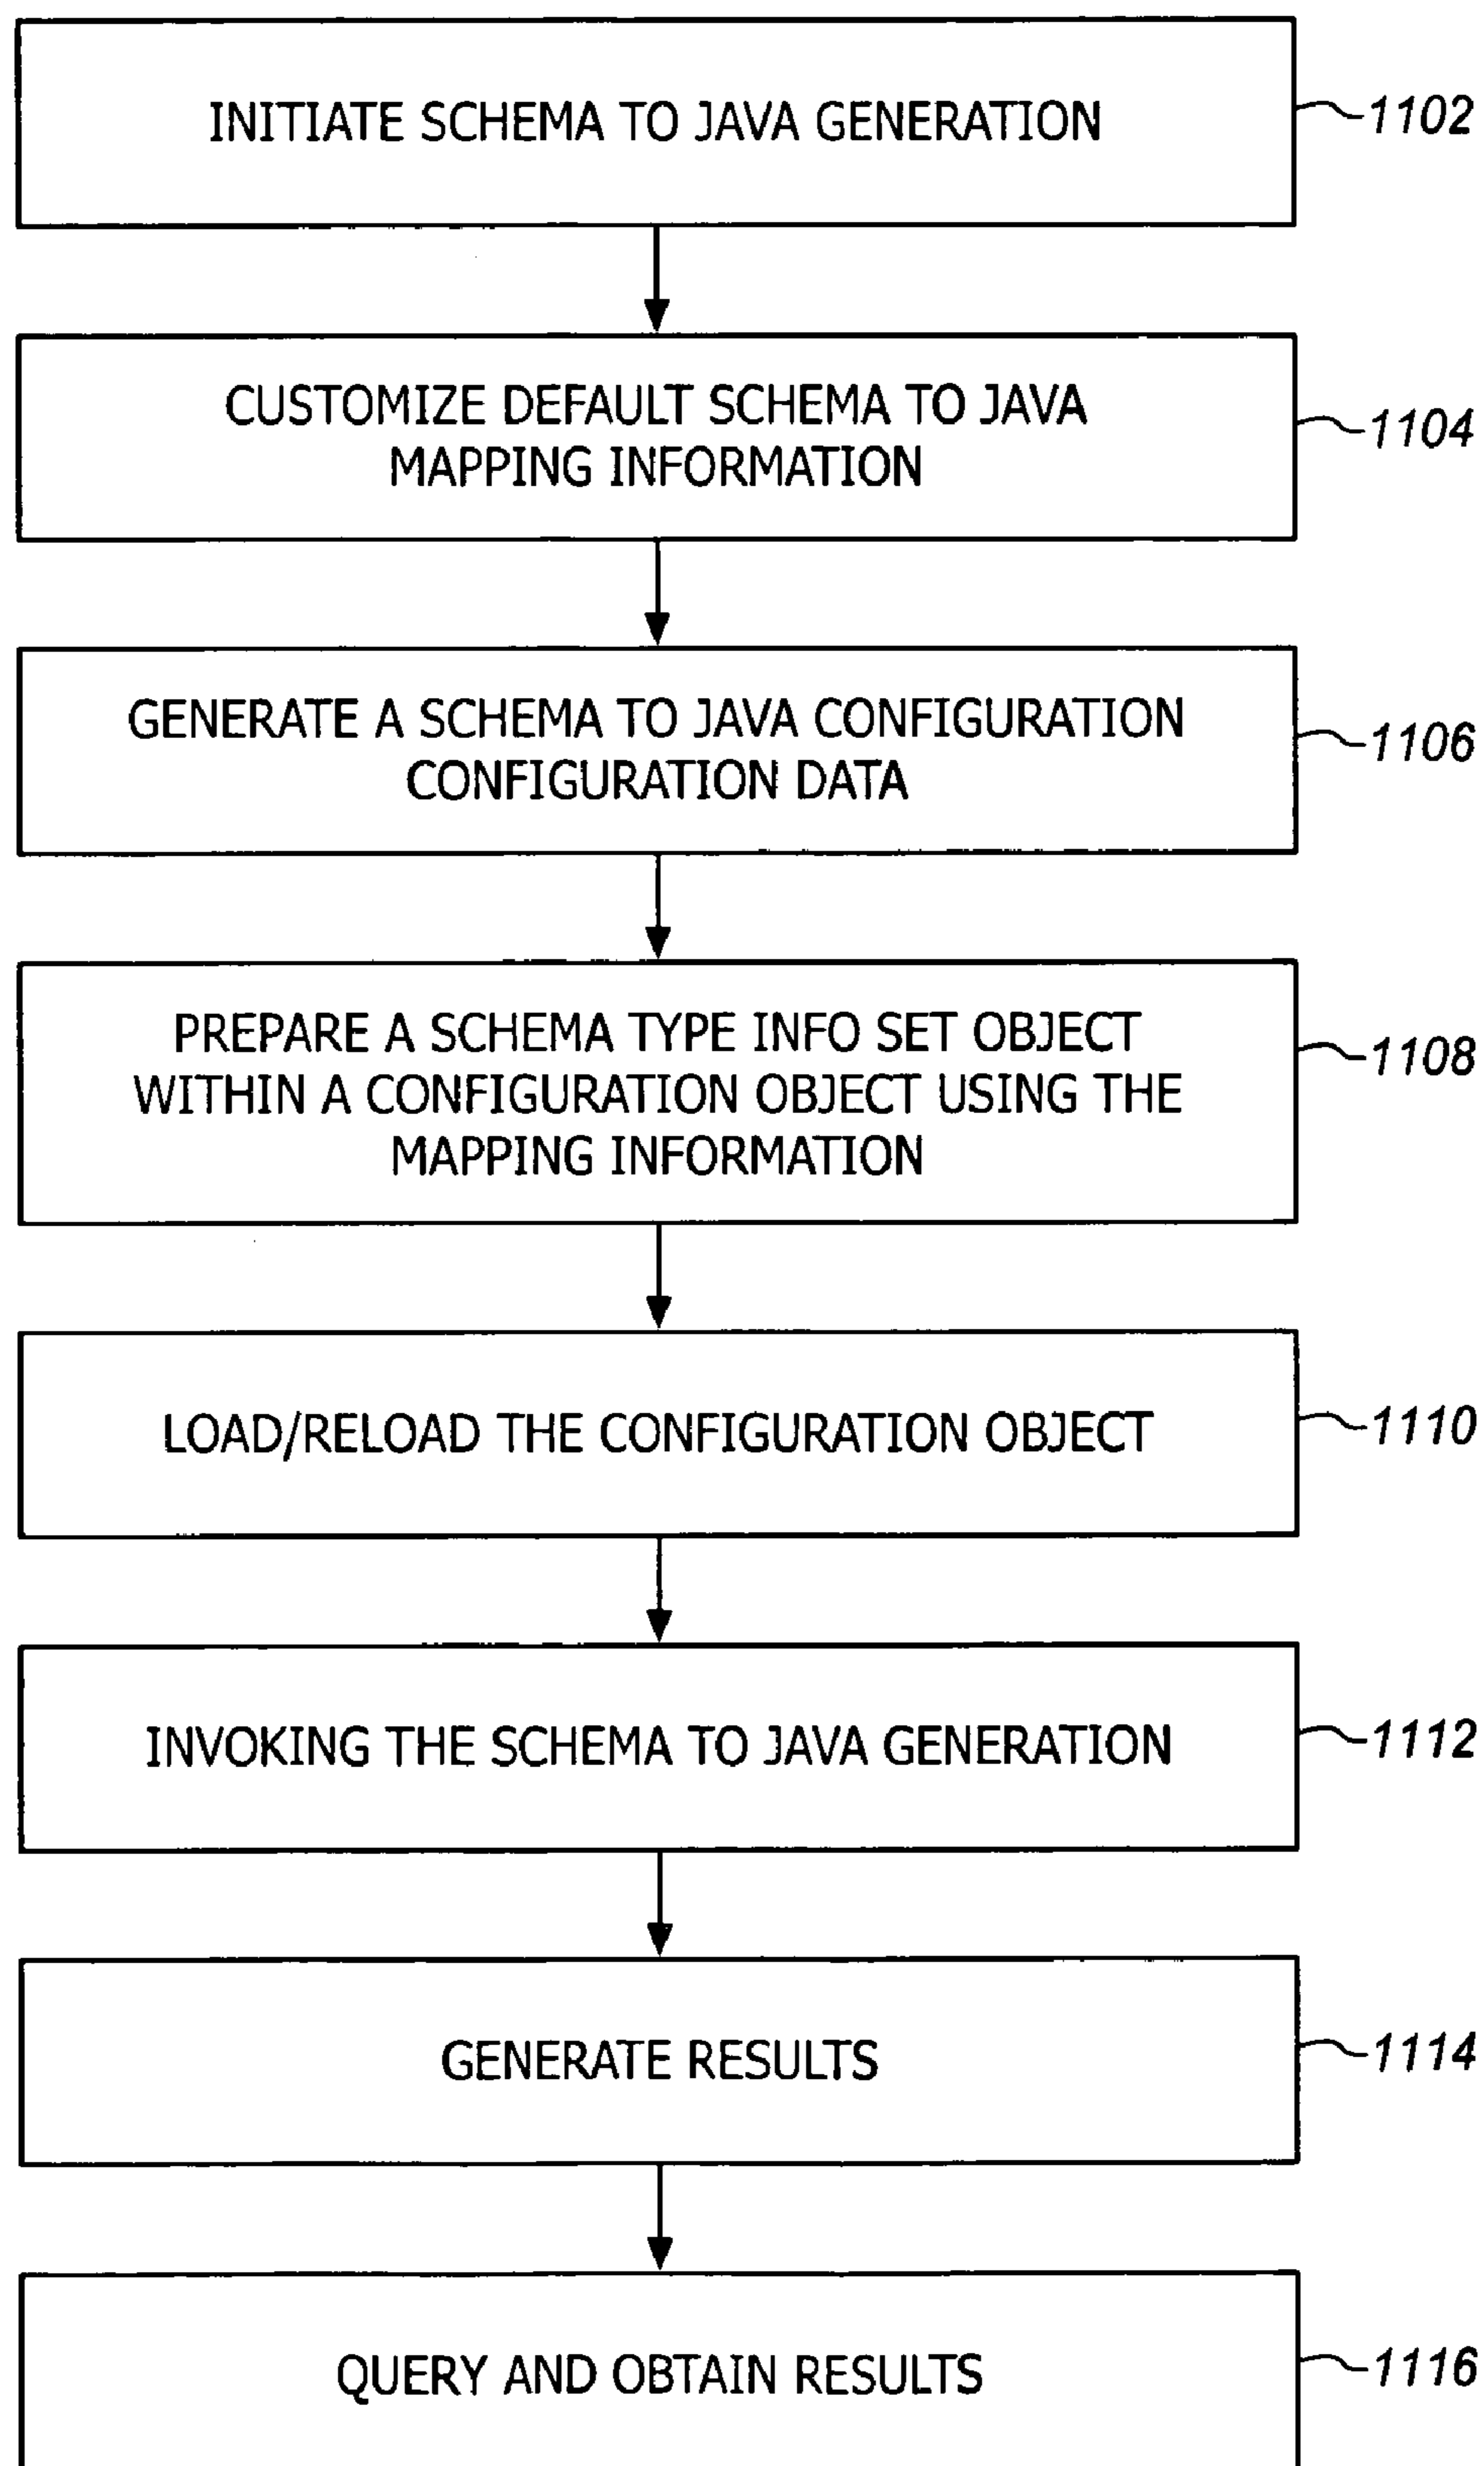 INITIATE SCHEMA TO JAVA GENERATION
1102
CUSTOMIZE DEFAULT SCHEMA TO JAVA
MAPPING INFORMATION
1104
GENERATE A SCHEMA TO JAVA CONFIGURATION
CONFIGURATION DATA
1106
PREPARE A SCHEMA TYPE INFO SET OBJECT
WITHIN A CONFIGURATION OBJECT USING THE
MAPPING INFORMATION
1108
LOAD/RELOAD THE CONFIGURATION OBJECT
1110
INVOKING THE SCHEMA TO JAVA GENERATION
1112
GENERATE RESULTS
1114
QUERY AND OBTAIN RESULTS
1116